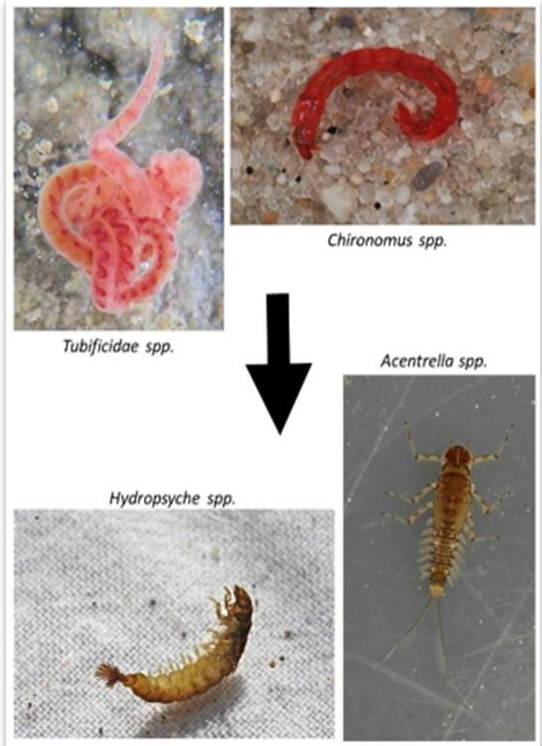 Chironomus spp.
Tubificidae spp.
Acentrella spp.
Hydropsyche spp.